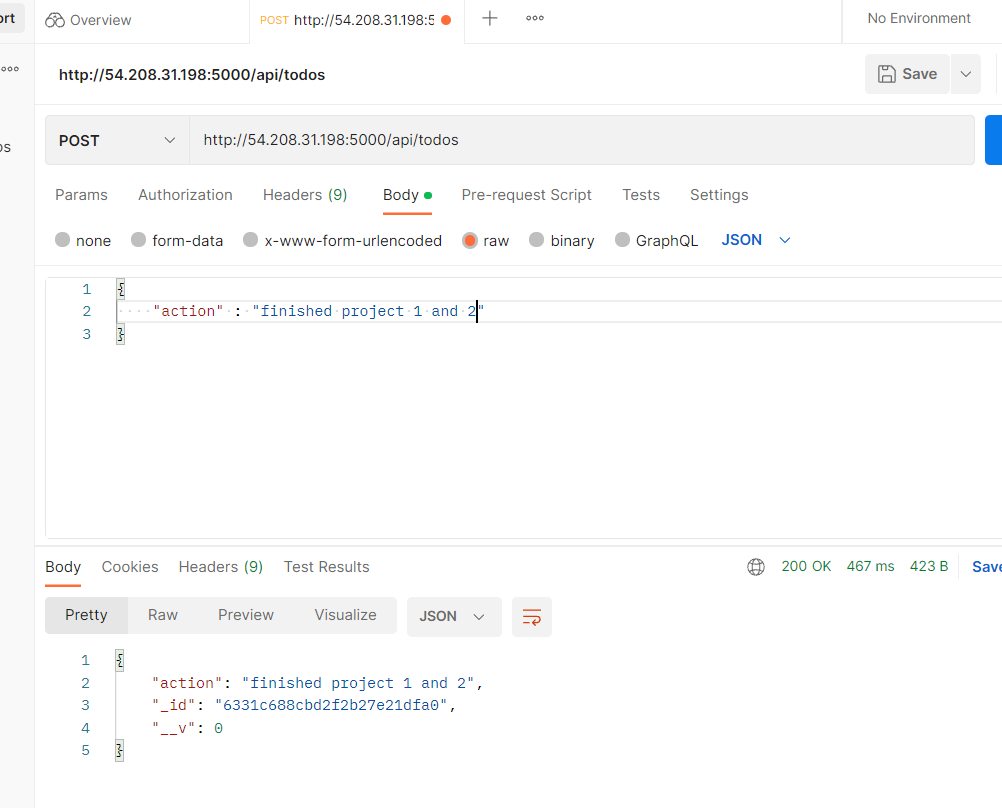 ort
Overview
POST http://54.208.31.198:5
No Environment
http://54.208.31.198:5000/api/todos
Save
os
POST
http://54.208.31.198:5000/api/todos
Params Authorization Headers (9) Body Pre-request Script Tests Settings
none form-data x-www-form-urlencoded raw binary GraphQL JSON
1 {
2 "action" : "finished project 1 and 2"
3 }
Body Cookies Headers (9) Test Results 200 OK 467 ms 423 B Save
Pretty Raw Preview Visualize JSON
1 {
2 "action": "finished project 1 and 2",
3 "_id": "6331c688cbd2f2b27e21dfa0",
4 "__v": 0
5 }